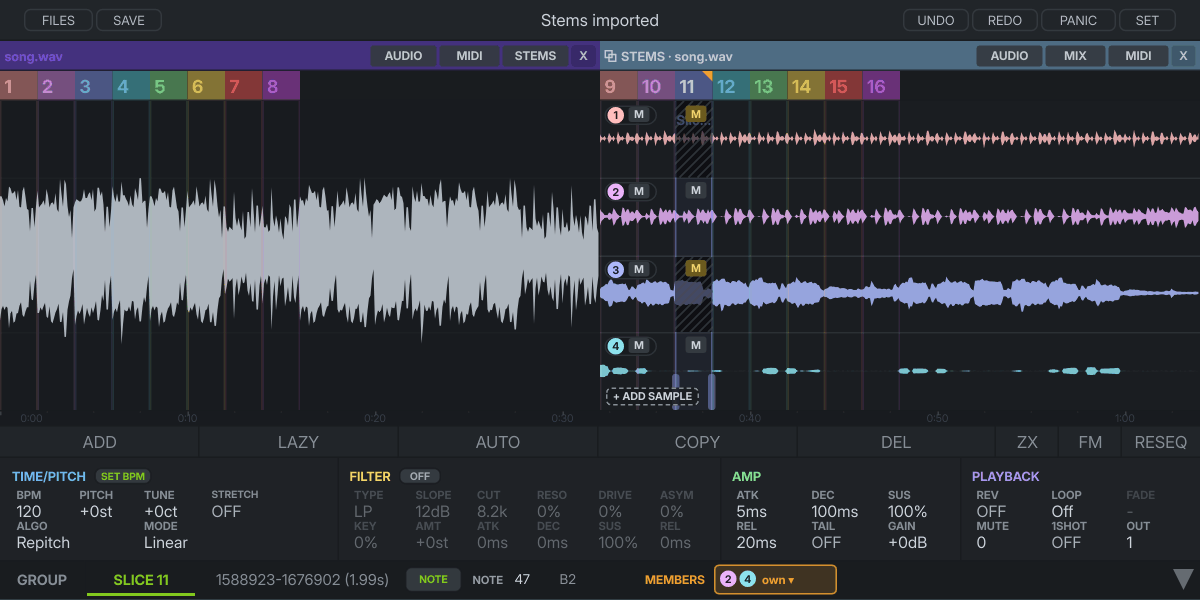 FILES SAVE Stems imported UNDO REDO PANIC SET
song.wav AUDIO MIDI STEMS X STEMS · song.wav AUDIO MIX MIDI X
1 2 3 4 5 6 7 8 9 10 11 12 13 14 15 16
1 M M
2 M M
3 M M
4 M M
+ ADD SAMPLE
0:00 0:10 0:20 0:30 0:40 0:50 1:00
ADD LAZY AUTO COPY DEL ZX FM RESEQ
TIME/PITCH SET BPM FILTER OFF AMP PLAYBACK
BPM PITCH TUNE STRETCH TYPE SLOPE CUT RESO DRIVE ASYM ATK DEC SUS REV LOOP FADE
120 +0st +0ct OFF LP 12dB 8.2k 0% 0% 0% 5ms 100ms 100% OFF Off -
ALGO MODE KEY AMT ATK DEC SUS REL REL TAIL GAIN MUTE 1SHOT OUT
Repitch Linear 0% +0st 0ms 0ms 100% 0ms 20ms OFF +0dB 0 OFF 1
GROUP SLICE 11 1588923-1676902 (1.99s) NOTE NOTE 47 B2 MEMBERS 2 4 own ▾